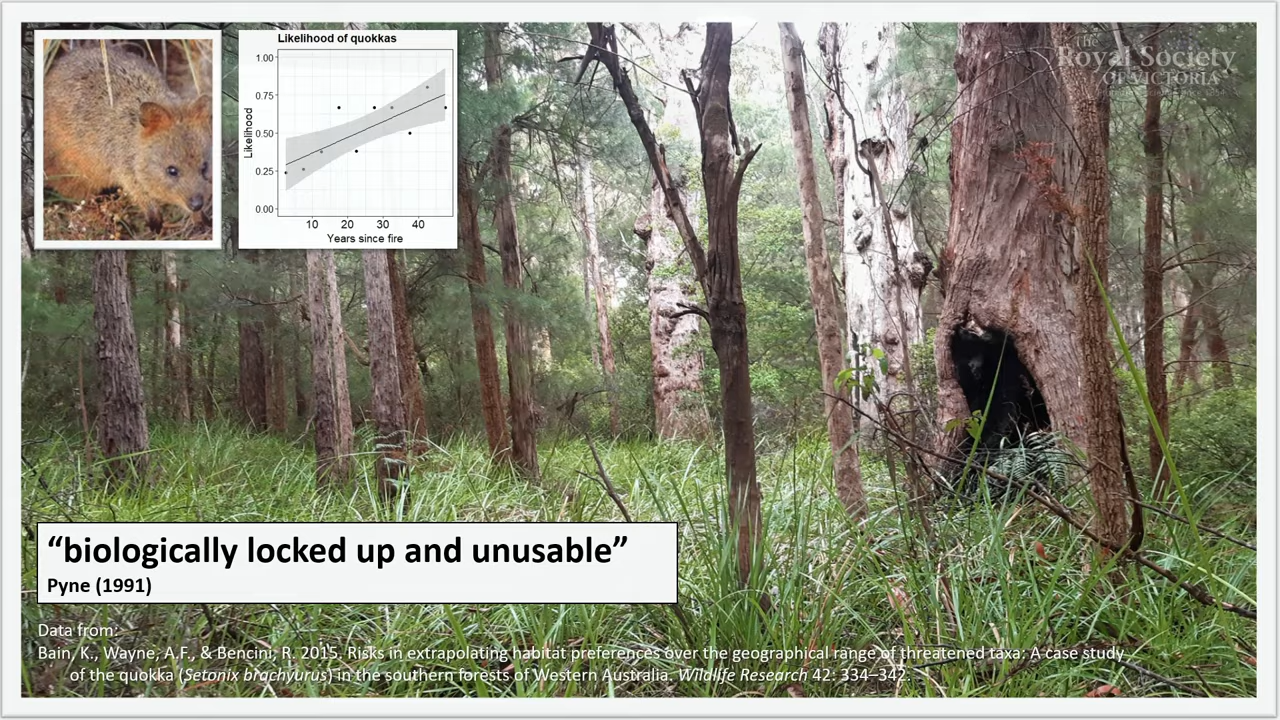 Likelihood of quokkas
1.00
0.75
0.50
0.25
0.00
Likelihood
10 20 30 40
Years since fire
The
Royal Society
OF VICTORIA
“biologically locked up and unusable”
Pyne (1991)
Data from:
Bain, K., Wayne, A.F., & Bencini, R. 2015. Risks in extrapolating habitat preferences over the geographical range of threatened taxa: A case study
of the quokka (Setonix brachyurus) in the southern forests of Western Australia. Wildlife Research 42: 334–342.